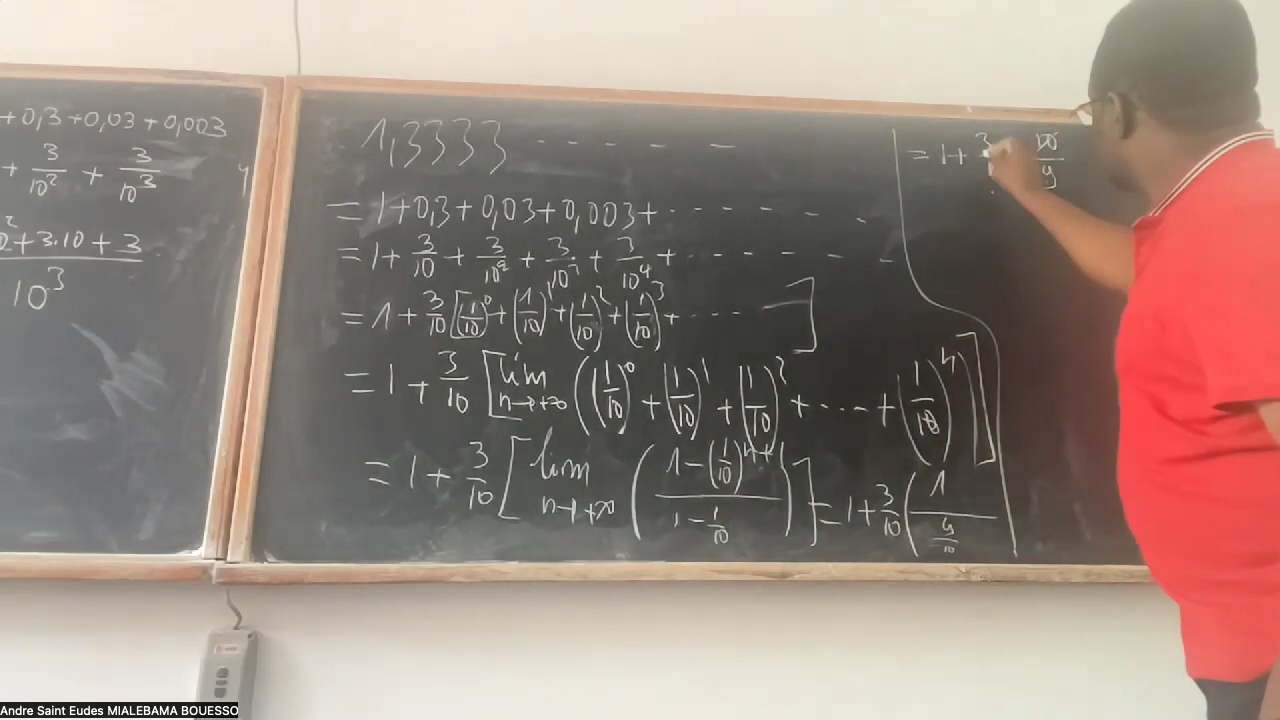 +0,3+0,03+0,003
+ 3/10² + 3/10³
0²+3.10+3
10³
1,3333 - - - - -
= 1+0,3+0,03+0,003+ - - - - - -
= 1+ 3/10 + 3/10² + 3/10³ + 3/10⁴ + - - - - - -
= 1 + 3/10 [(1/10)⁰ + (1/10)¹ + (1/10)² + (1/10)³ + - - - - ]
= 1 + 3/10 [lim n→+∞ ((1/10)⁰ + (1/10)¹ + (1/10)² + ... + (1/10)ⁿ)]
= 1 + 3/10 [lim n→+∞ ((1-(1/10)ⁿ⁺¹)/(1-1/10))] = 1+ 3/10 (1/(9/10)
= 1+ 3 10/9
Andre Saint Eudes MIALEBAMA BOUESSO